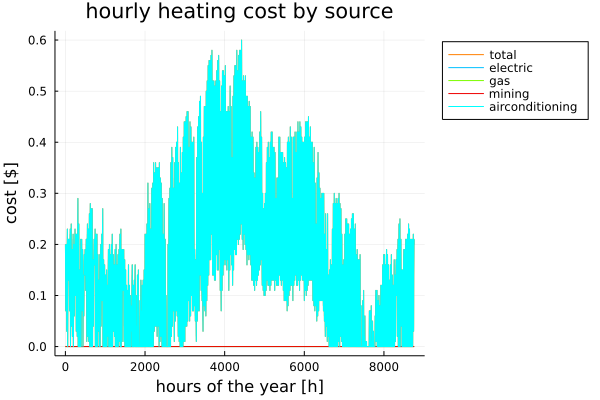 hourly heating cost by source
total
electric
gas
mining
airconditioning
0.6
0.5
0.4
0.3
0.2
0.1
0.0
cost [$]
0 2000 4000 6000 8000
hours of the year [h]